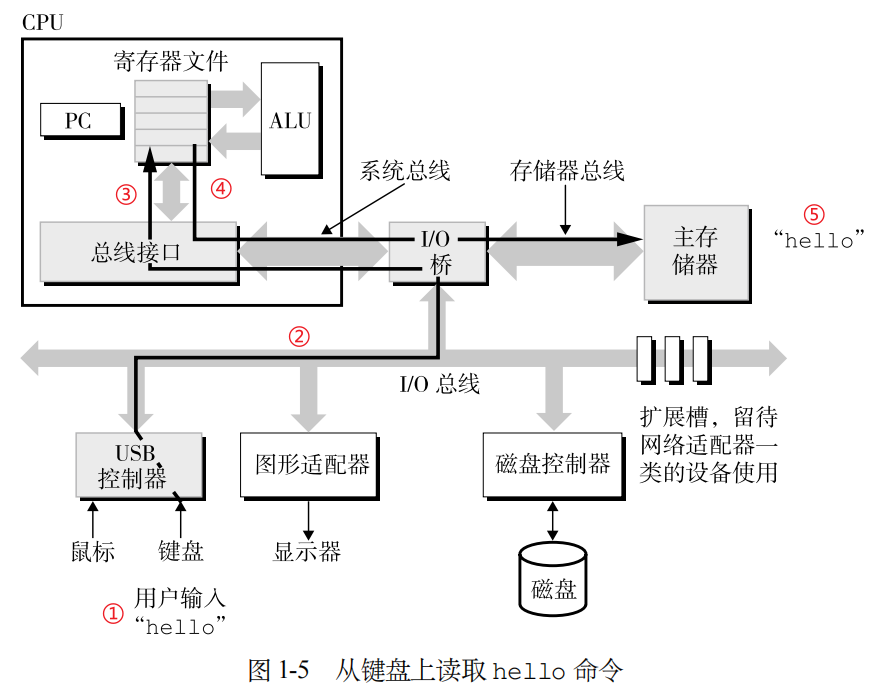 CPU
寄存器文件
PC
ALU
③
④
系统总线
存储器总线
总线接口
I/O
桥
主存
储器
⑤
“hello”
②
I/O 总线
扩展槽，留待
网络适配器一
类的设备使用
USB
控制器
图形适配器
磁盘控制器
鼠标
键盘
显示器
磁盘
①
用户输入
“hello”
图 1-5 从键盘上读取 hello 命令